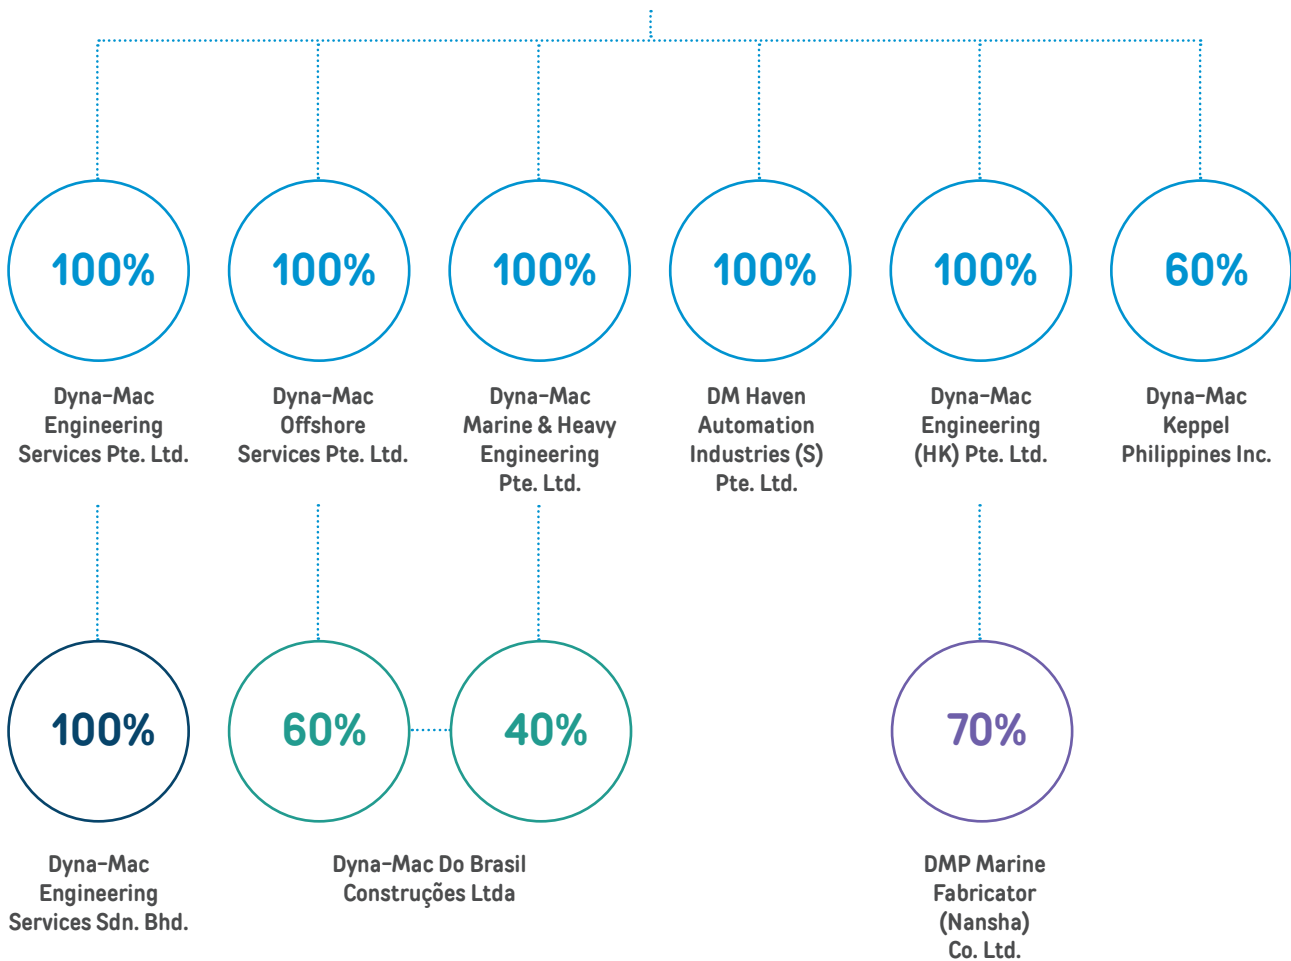 100%
100%
100%
100%
100%
60%
Dyna-Mac
Engineering
Services Pte. Ltd.
Dyna-Mac
Offshore
Services Pte. Ltd.
Dyna-Mac
Marine & Heavy
Engineering
Pte. Ltd.
DM Haven
Automation
Industries (S)
Pte. Ltd.
Dyna-Mac
Engineering
(HK) Pte. Ltd.
Dyna-Mac
Keppel
Philippines Inc.
100%
60%
40%
70%
Dyna-Mac
Engineering
Services Sdn. Bhd.
Dyna-Mac Do Brasil
Construções Ltda
DMP Marine
Fabricator
(Nansha)
Co. Ltd.